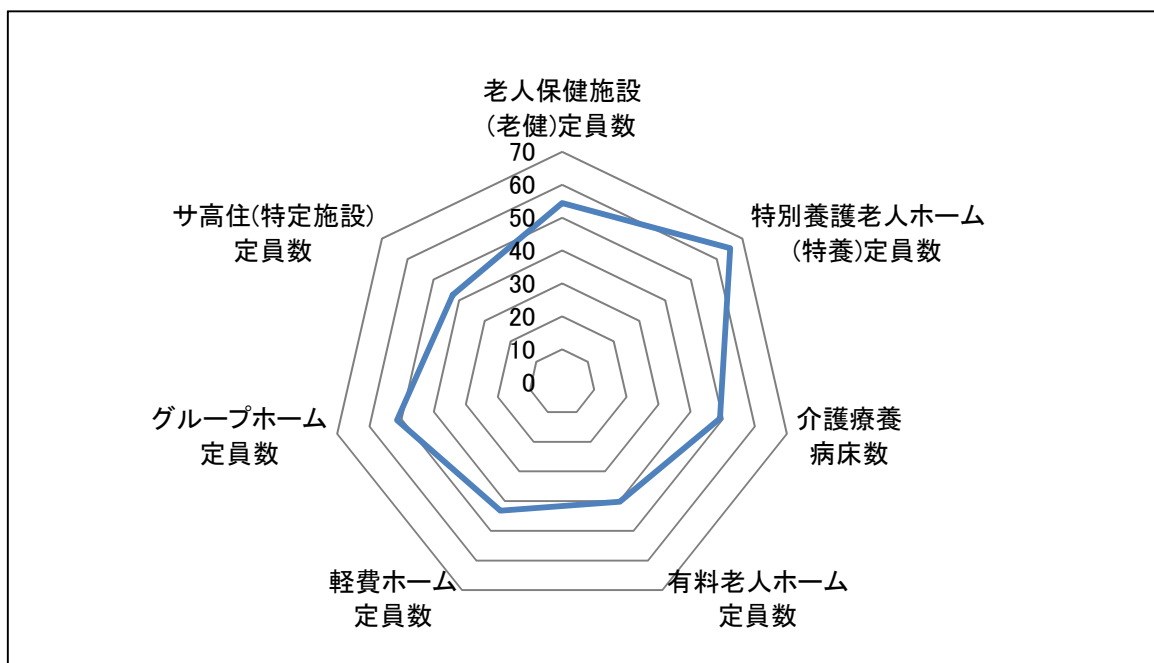 老人保健施設
(老健)定員数
70
60
50
40
30
20
10
0
特別養護老人ホーム
(特養)定員数
介護療養
病床数
有料老人ホーム
定員数
軽費ホーム
定員数
グループホーム
定員数
サ高住(特定施設)
定員数